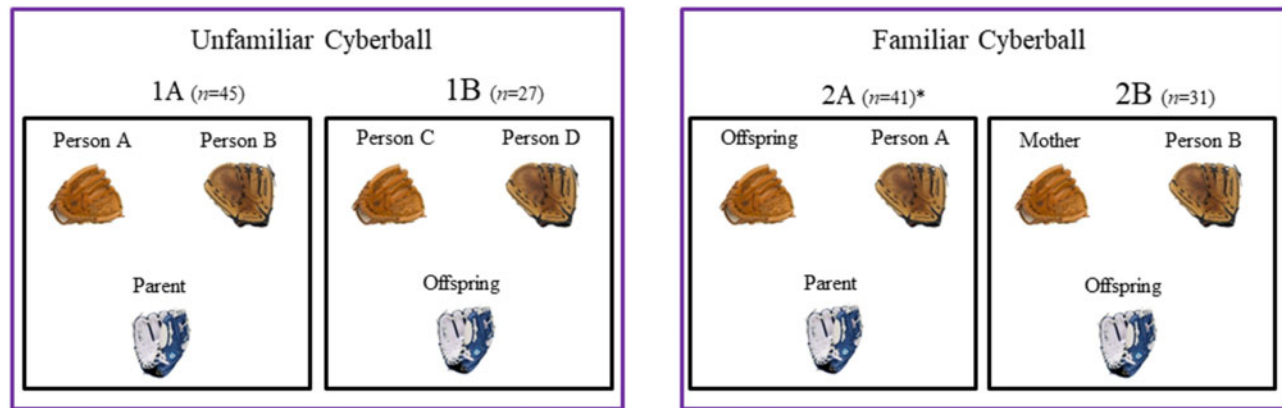 Unfamiliar Cyberball
1A (n=45)
1B (n=27)
Person A
Person B
Parent
Person C
Person D
Offspring
Familiar Cyberball
2A (n=41)*
2B (n=31)
Offspring
Person A
Parent
Mother
Person B
Offspring